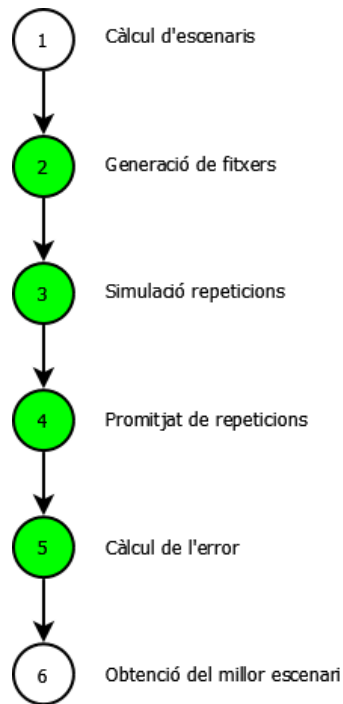 1 Càlcul d'escenaris
2 Generació de fitxers
3 Simulació repeticions
4 Promitjat de repeticions
5 Càlcul de l'error
6 Obtenció del millor escenari